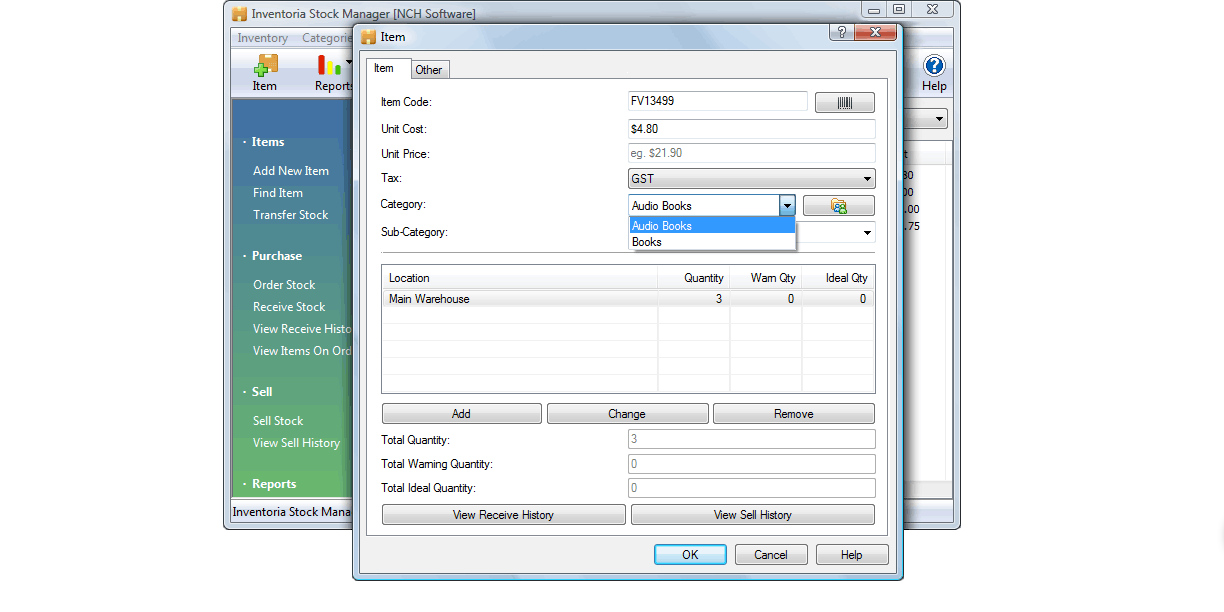 Inventoria Stock Manager [NCH Software]
Inventory
Item
Reports
Help
· Items
Add New Item
Find Item
Transfer Stock
· Purchase
Order Stock
Receive Stock
View Receive Histo
View Items On Ord
· Sell
Sell Stock
View Sell History
· Reports
Inventoria Stock Mana
.00
.75
Item
?
Item Other
Item Code: FV13499
Unit Cost: $4.80
Unit Price: eg. $21.90
Tax: GST
Category: Audio Books
Audio Books
Books
Sub-Category:
Location Quantity Warn Qty Ideal Qty
Main Warehouse 3 0 0
Add Change Remove
Total Quantity: 3
Total Warning Quantity: 0
Total Ideal Quantity: 0
View Receive History View Sell History
OK Cancel Help